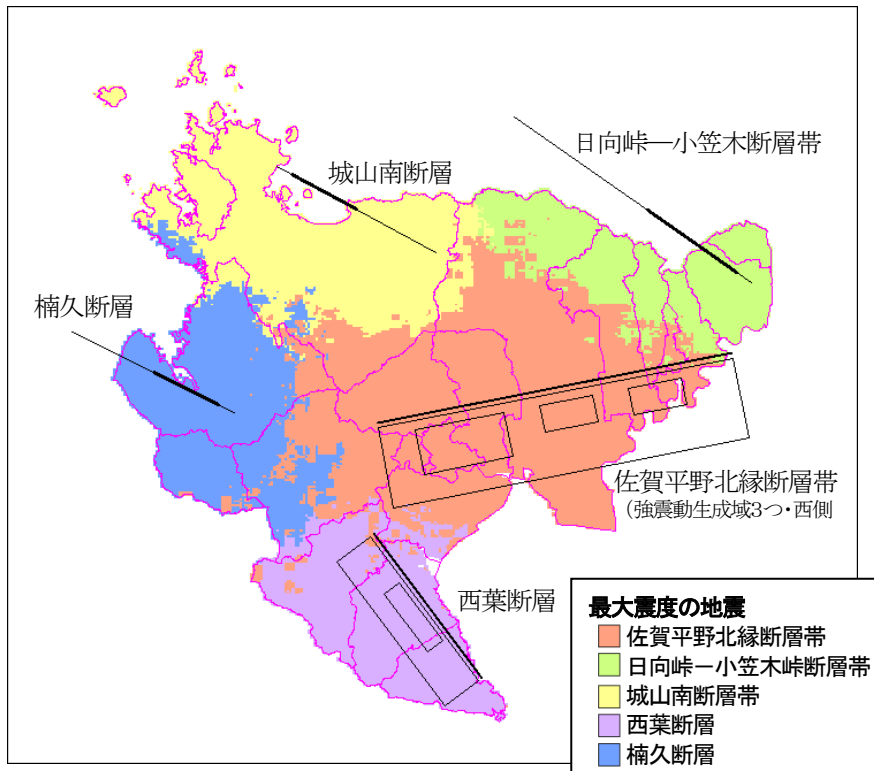 日向峠―小笠木断層帯
城山南断層
楠久断層
佐賀平野北縁断層帯
(強震動生成域3つ・西側
西葉断層
最大震度の地震
佐賀平野北縁断層帯
日向峠－小笠木峠断層帯
城山南断層帯
西葉断層
楠久断層